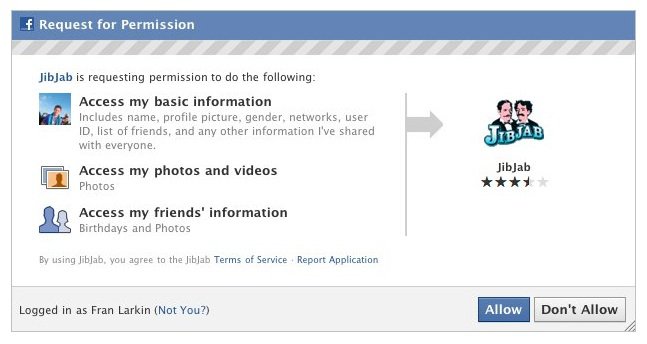 Request for Permission
JibJab is requesting permission to do the following:
Access my basic information
Includes name, profile picture, gender, networks, user
ID, list of friends, and any other information I've shared
with everyone.
Access my photos and videos
Photos
Access my friends' information
Birthdays and Photos
JIBJAB
JibJab
By using JibJab, you agree to the JibJab Terms of Service · Report Application
Logged in as Fran Larkin (Not You?)
Allow
Don't Allow